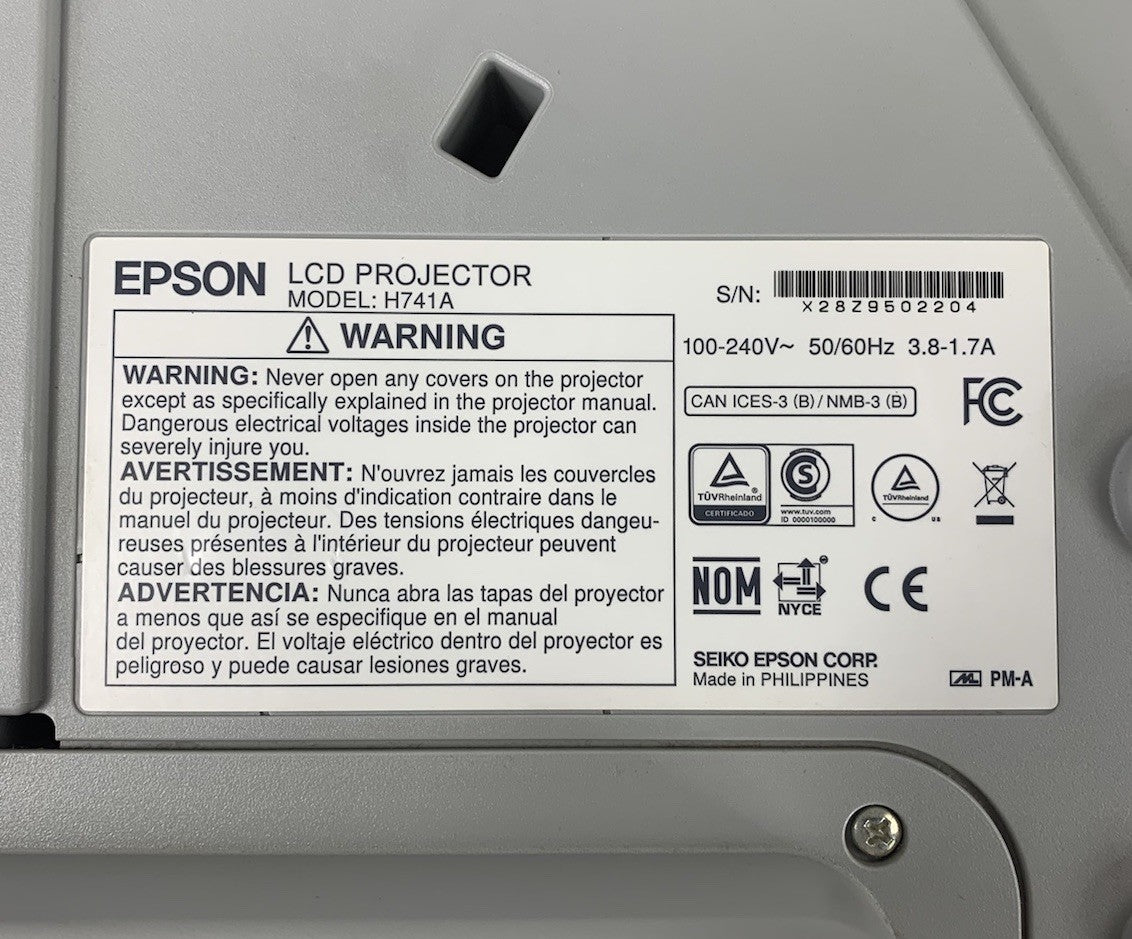 EPSON LCD PROJECTOR
MODEL: H741A
WARNING
WARNING: Never open any covers on the projector
except as specifically explained in the projector manual.
Dangerous electrical voltages inside the projector can
severely injure you.
AVERTISSEMENT: N'ouvrez jamais les couvercles
du projecteur, à moins d'indication contraire dans le
manuel du projecteur. Des tensions électriques dangeu-
reuses présentes à l'intérieur du projecteur peuvent
causer des blessures graves.
ADVERTENCIA: Nunca abra las tapas del proyector
a menos que así se especifique en el manual
del proyector. El voltaje eléctrico dentro del proyector es
peligroso y puede causar lesiones graves.
S/N:
X28Z9502204
100-240V~ 50/60Hz 3.8-1.7A
CAN ICES-3 (B) / NMB-3 (B)
FC
TÜVRheinland®
CERTIFICADO
S
www.tuv.com
ID 0000100000
TÜVRheinland
C US
NOM
NYCE
CE
SEIKO EPSON CORP.
Made in PHILIPPINES
ML PM-A